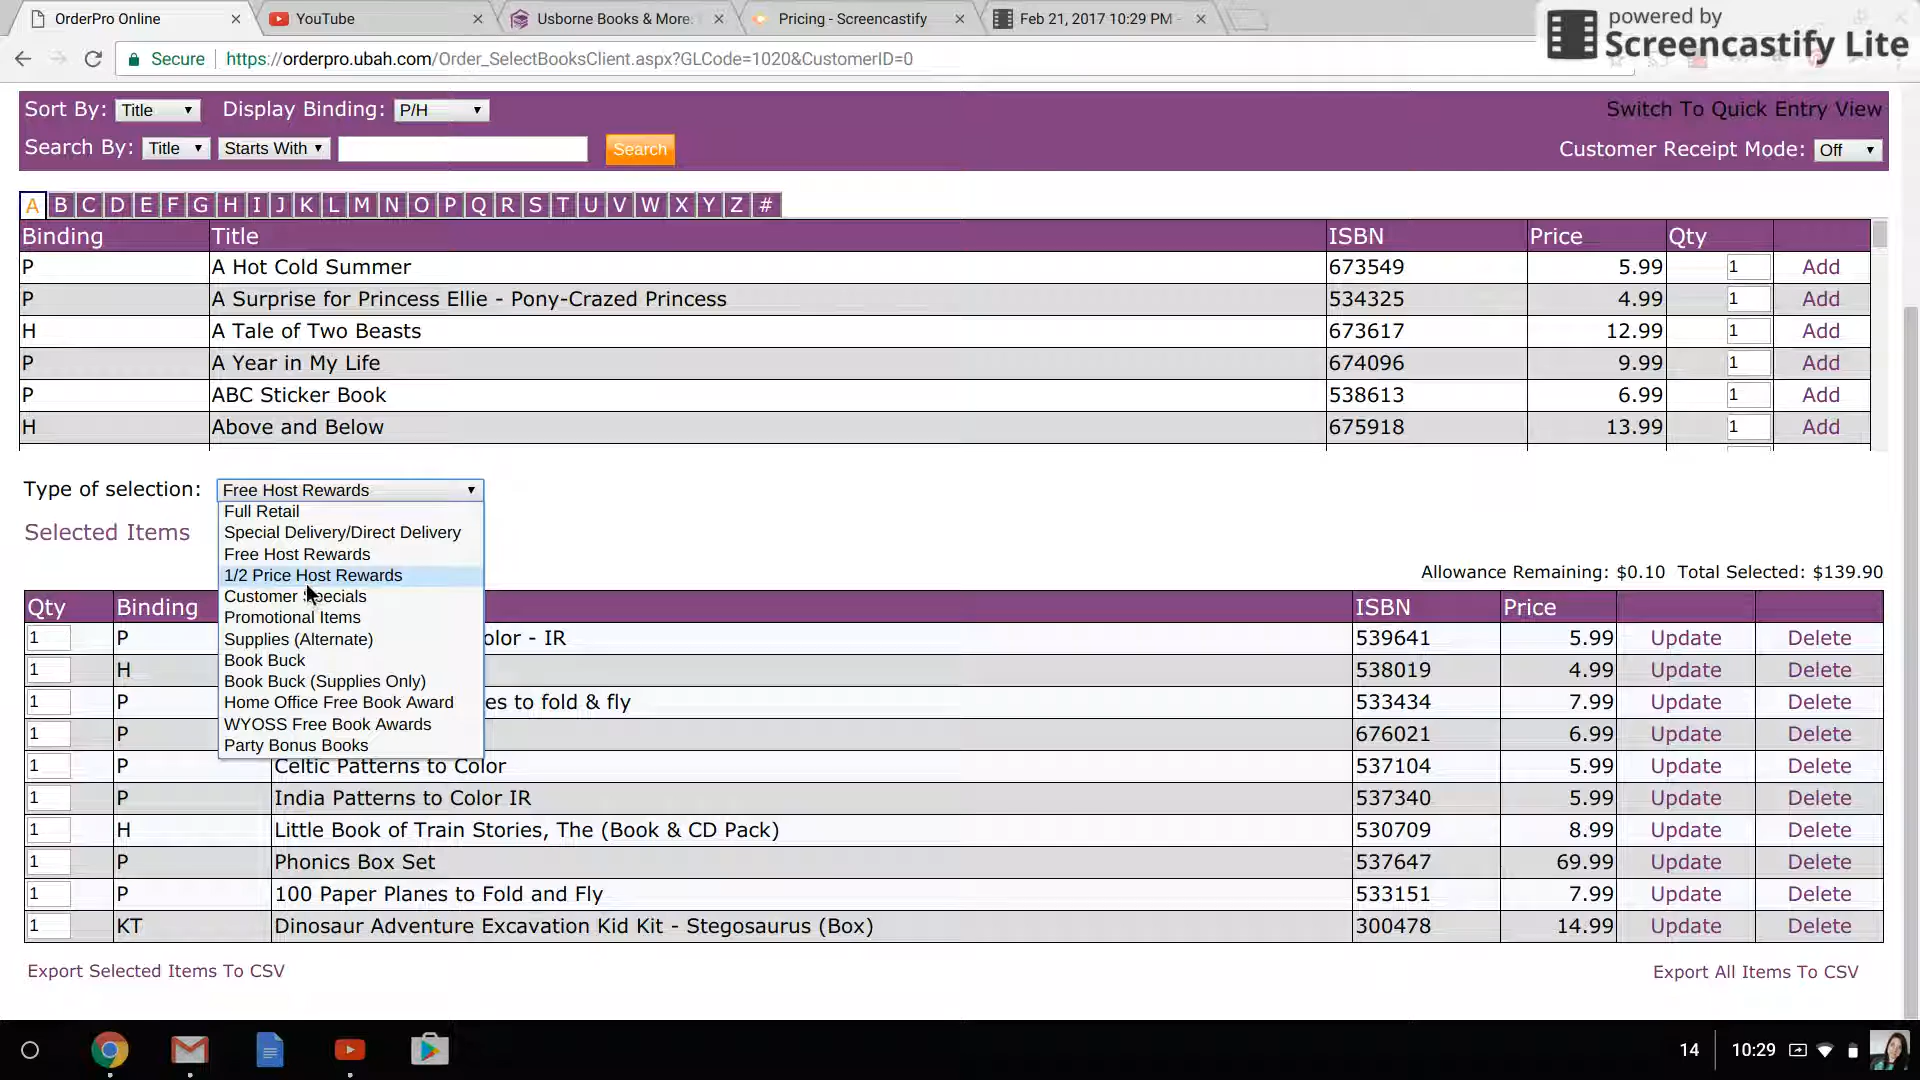 OrderPro Online
YouTube
Usborne Books & More:
Pricing - Screencastify
Feb 21, 2017 10:29 PM -
powered by
Screencastify Lite
Secure
https://orderpro.ubah.com/Order_SelectBooksClient.aspx?GLCode=1020&CustomerID=0
Sort By: Title Display Binding: P/H Switch To Quick Entry View
Search By: Title Starts With Search Customer Receipt Mode: Off
A B C D E F G H I J K L M N O P Q R S T U V W X Y Z #
Binding Title ISBN Price Qty
P A Hot Cold Summer 673549 5.99 1 Add
P A Surprise for Princess Ellie - Pony-Crazed Princess 534325 4.99 1 Add
H A Tale of Two Beasts 673617 12.99 1 Add
P A Year in My Life 674096 9.99 1 Add
P ABC Sticker Book 538613 6.99 1 Add
H Above and Below 675918 13.99 1 Add
Type of selection: Free Host Rewards
Full Retail
Special Delivery/Direct Delivery
Free Host Rewards
1/2 Price Host Rewards
Customer Specials
Promotional Items
Supplies (Alternate)
Book Buck
Book Buck (Supplies Only)
Home Office Free Book Award
WYOSS Free Book Awards
Party Bonus Books
Selected Items
Allowance Remaining: $0.10 Total Selected: $139.90
Qty Binding ISBN Price
1 P olor - IR 539641 5.99 Update Delete
1 H 538019 4.99 Update Delete
1 P es to fold & fly 533434 7.99 Update Delete
1 P 676021 6.99 Update Delete
1 P Celtic Patterns to Color 537104 5.99 Update Delete
1 P India Patterns to Color IR 537340 5.99 Update Delete
1 H Little Book of Train Stories, The (Book & CD Pack) 530709 8.99 Update Delete
1 P Phonics Box Set 537647 69.99 Update Delete
1 P 100 Paper Planes to Fold and Fly 533151 7.99 Update Delete
1 KT Dinosaur Adventure Excavation Kid Kit - Stegosaurus (Box) 300478 14.99 Update Delete
Export Selected Items To CSV Export All Items To CSV
14 10:29